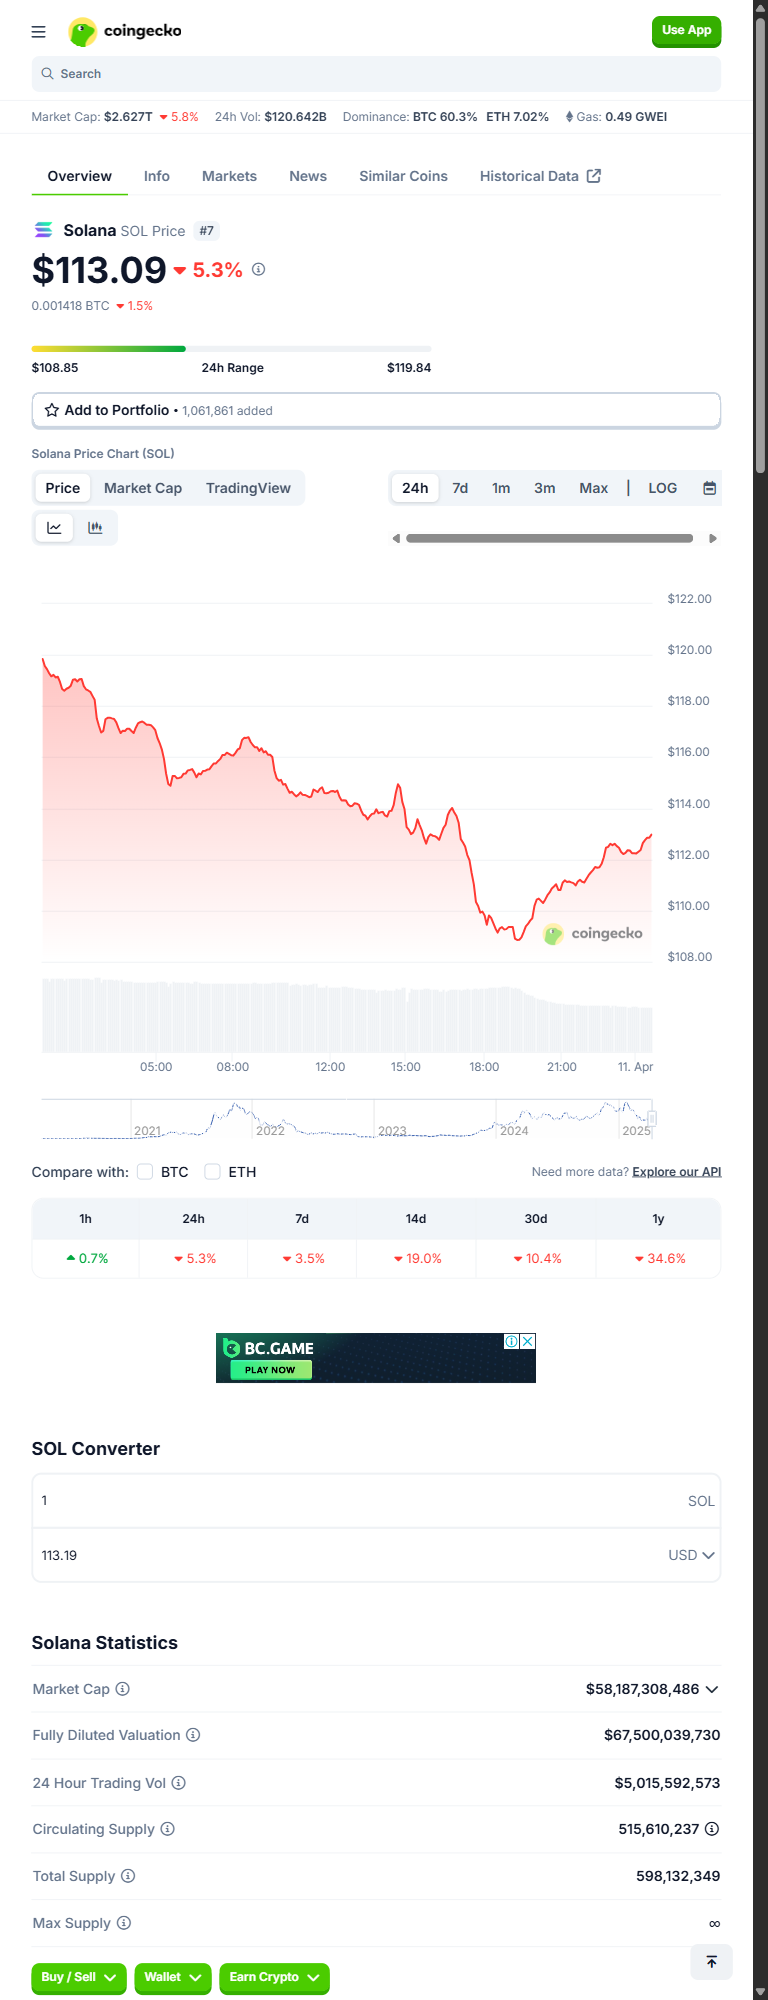 coingecko
Use App
Search
Market Cap: $2.627T 5.8% 24h Vol: $120.642B Dominance: BTC 60.3% ETH 7.02% Gas: 0.49 GWEI
Overview Info Markets News Similar Coins Historical Data
Solana SOL Price #7
$113.09 5.3%
0.001418 BTC 1.5%
$108.85 24h Range $119.84
Add to Portfolio • 1,061,861 added
Solana Price Chart (SOL)
Price Market Cap TradingView 24h 7d 1m 3m Max | LOG
$122.00
$120.00
$118.00
$116.00
$114.00
$112.00
$110.00
coingecko
$108.00
05:00 08:00 12:00 15:00 18:00 21:00 11. Apr
2021 2022 2023 2024 2025
Compare with: BTC ETH Need more data? Explore our API
1h 24h 7d 14d 30d 1y
0.7% 5.3% 3.5% 19.0% 10.4% 34.6%
BC.GAME
PLAY NOW
SOL Converter
1 SOL
113.19 USD
Solana Statistics
Market Cap $58,187,308,486
Fully Diluted Valuation $67,500,039,730
24 Hour Trading Vol $5,015,592,573
Circulating Supply 515,610,237
Total Supply 598,132,349
Max Supply ∞
Buy / Sell Wallet Earn Crypto